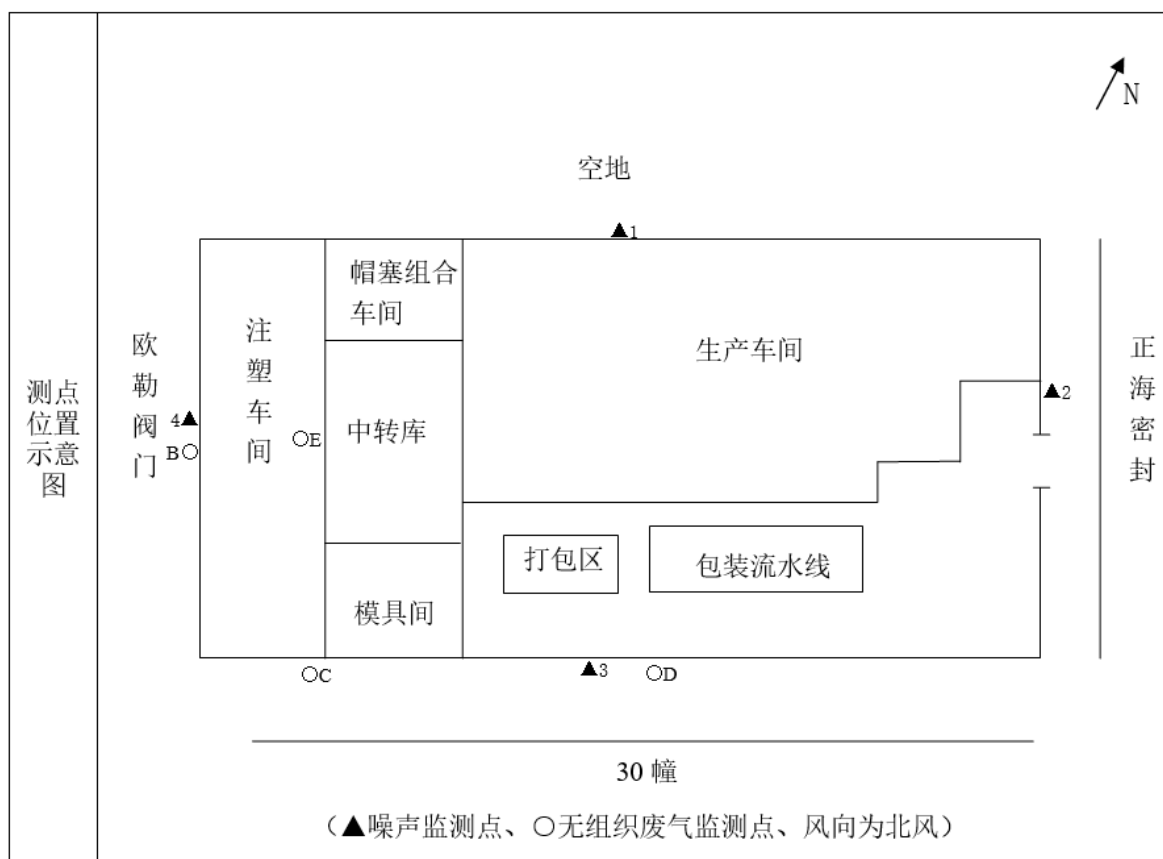 N
空地
▲1
帽塞组合
车间
注塑车间
生产车间
欧勒阀门
正海密封
测点
位置
示意
图
▲2
4▲
B○
○E
中转库
打包区
包装流水线
模具间
○C
▲3
○D
30 幢
（▲噪声监测点、○无组织废气监测点、风向为北风）